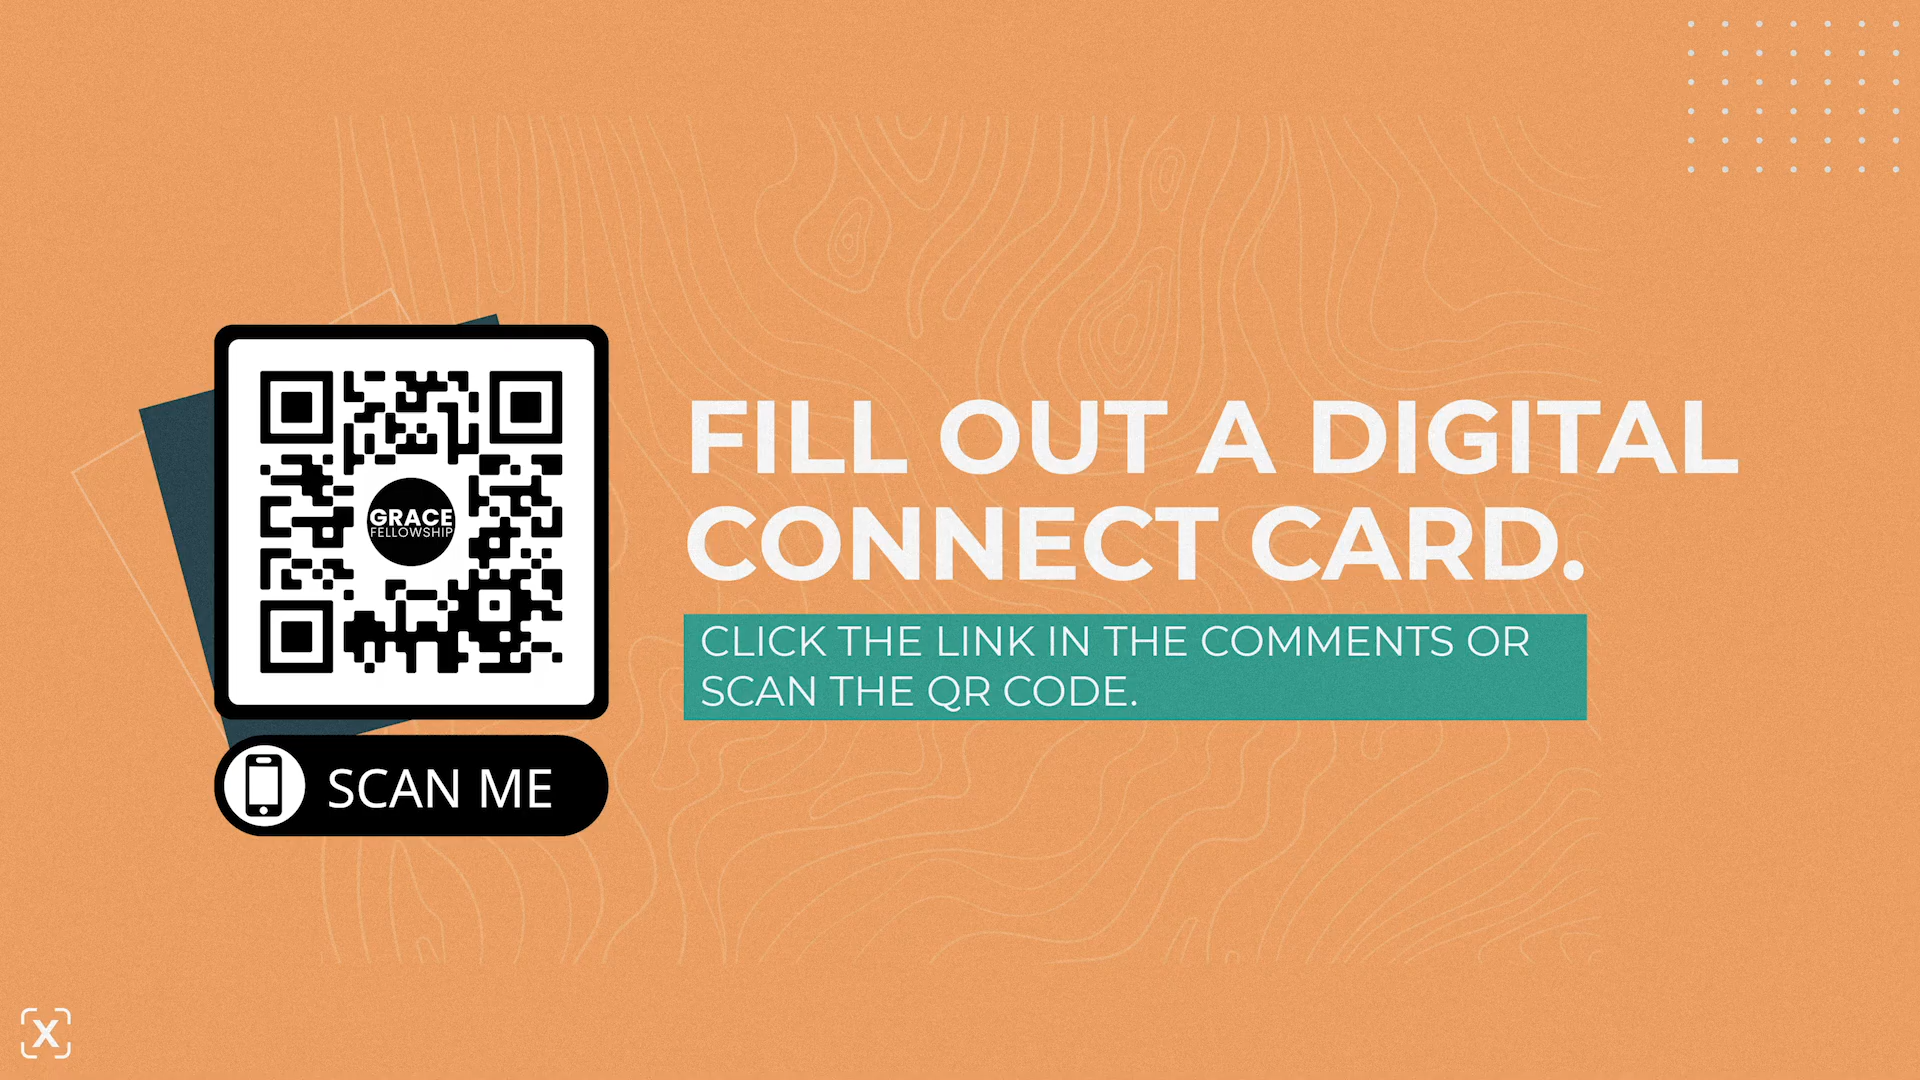 GRACE
FELLOWSHIP
SCAN ME
FILL OUT A DIGITAL
CONNECT CARD.
CLICK THE LINK IN THE COMMENTS OR
SCAN THE QR CODE.
X